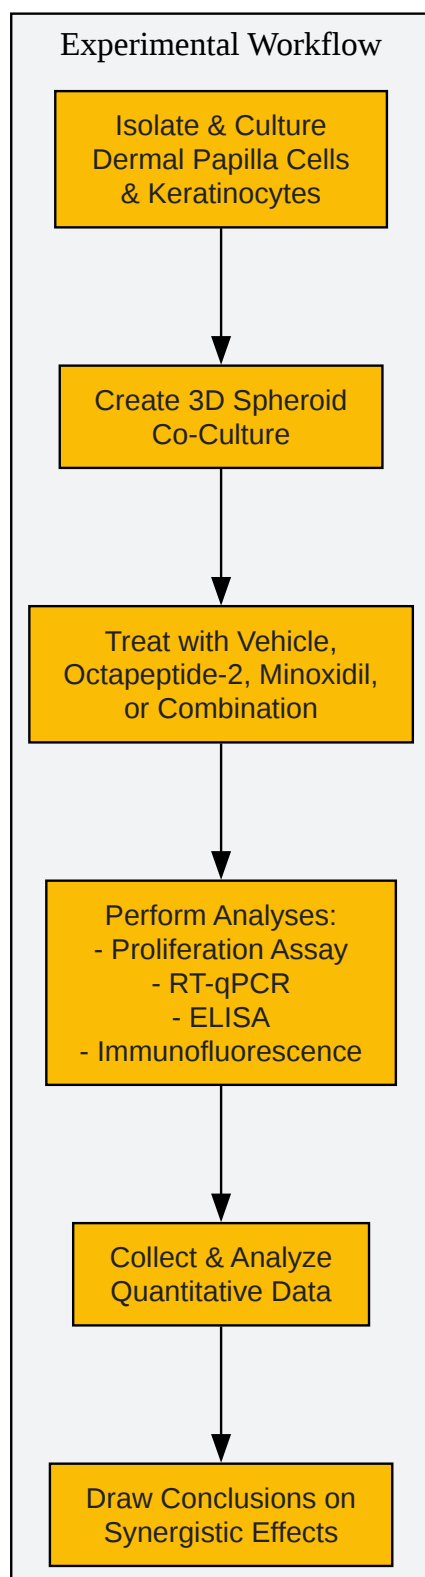 Experimental Workflow
Isolate & Culture
Dermal Papilla Cells
& Keratinocytes
Create 3D Spheroid
Co-Culture
Treat with Vehicle,
Octapeptide-2, Minoxidil,
or Combination
Perform Analyses:
- Proliferation Assay
- RT-qPCR
- ELISA
- Immunofluorescence
Collect & Analyze
Quantitative Data
Draw Conclusions on
Synergistic Effects